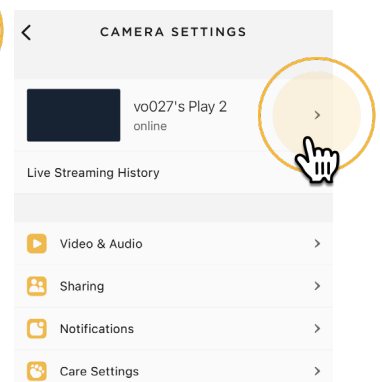 CAMERA SETTINGS
vo027's Play 2
online
Live Streaming History
Video & Audio
Sharing
Notifications
Care Settings